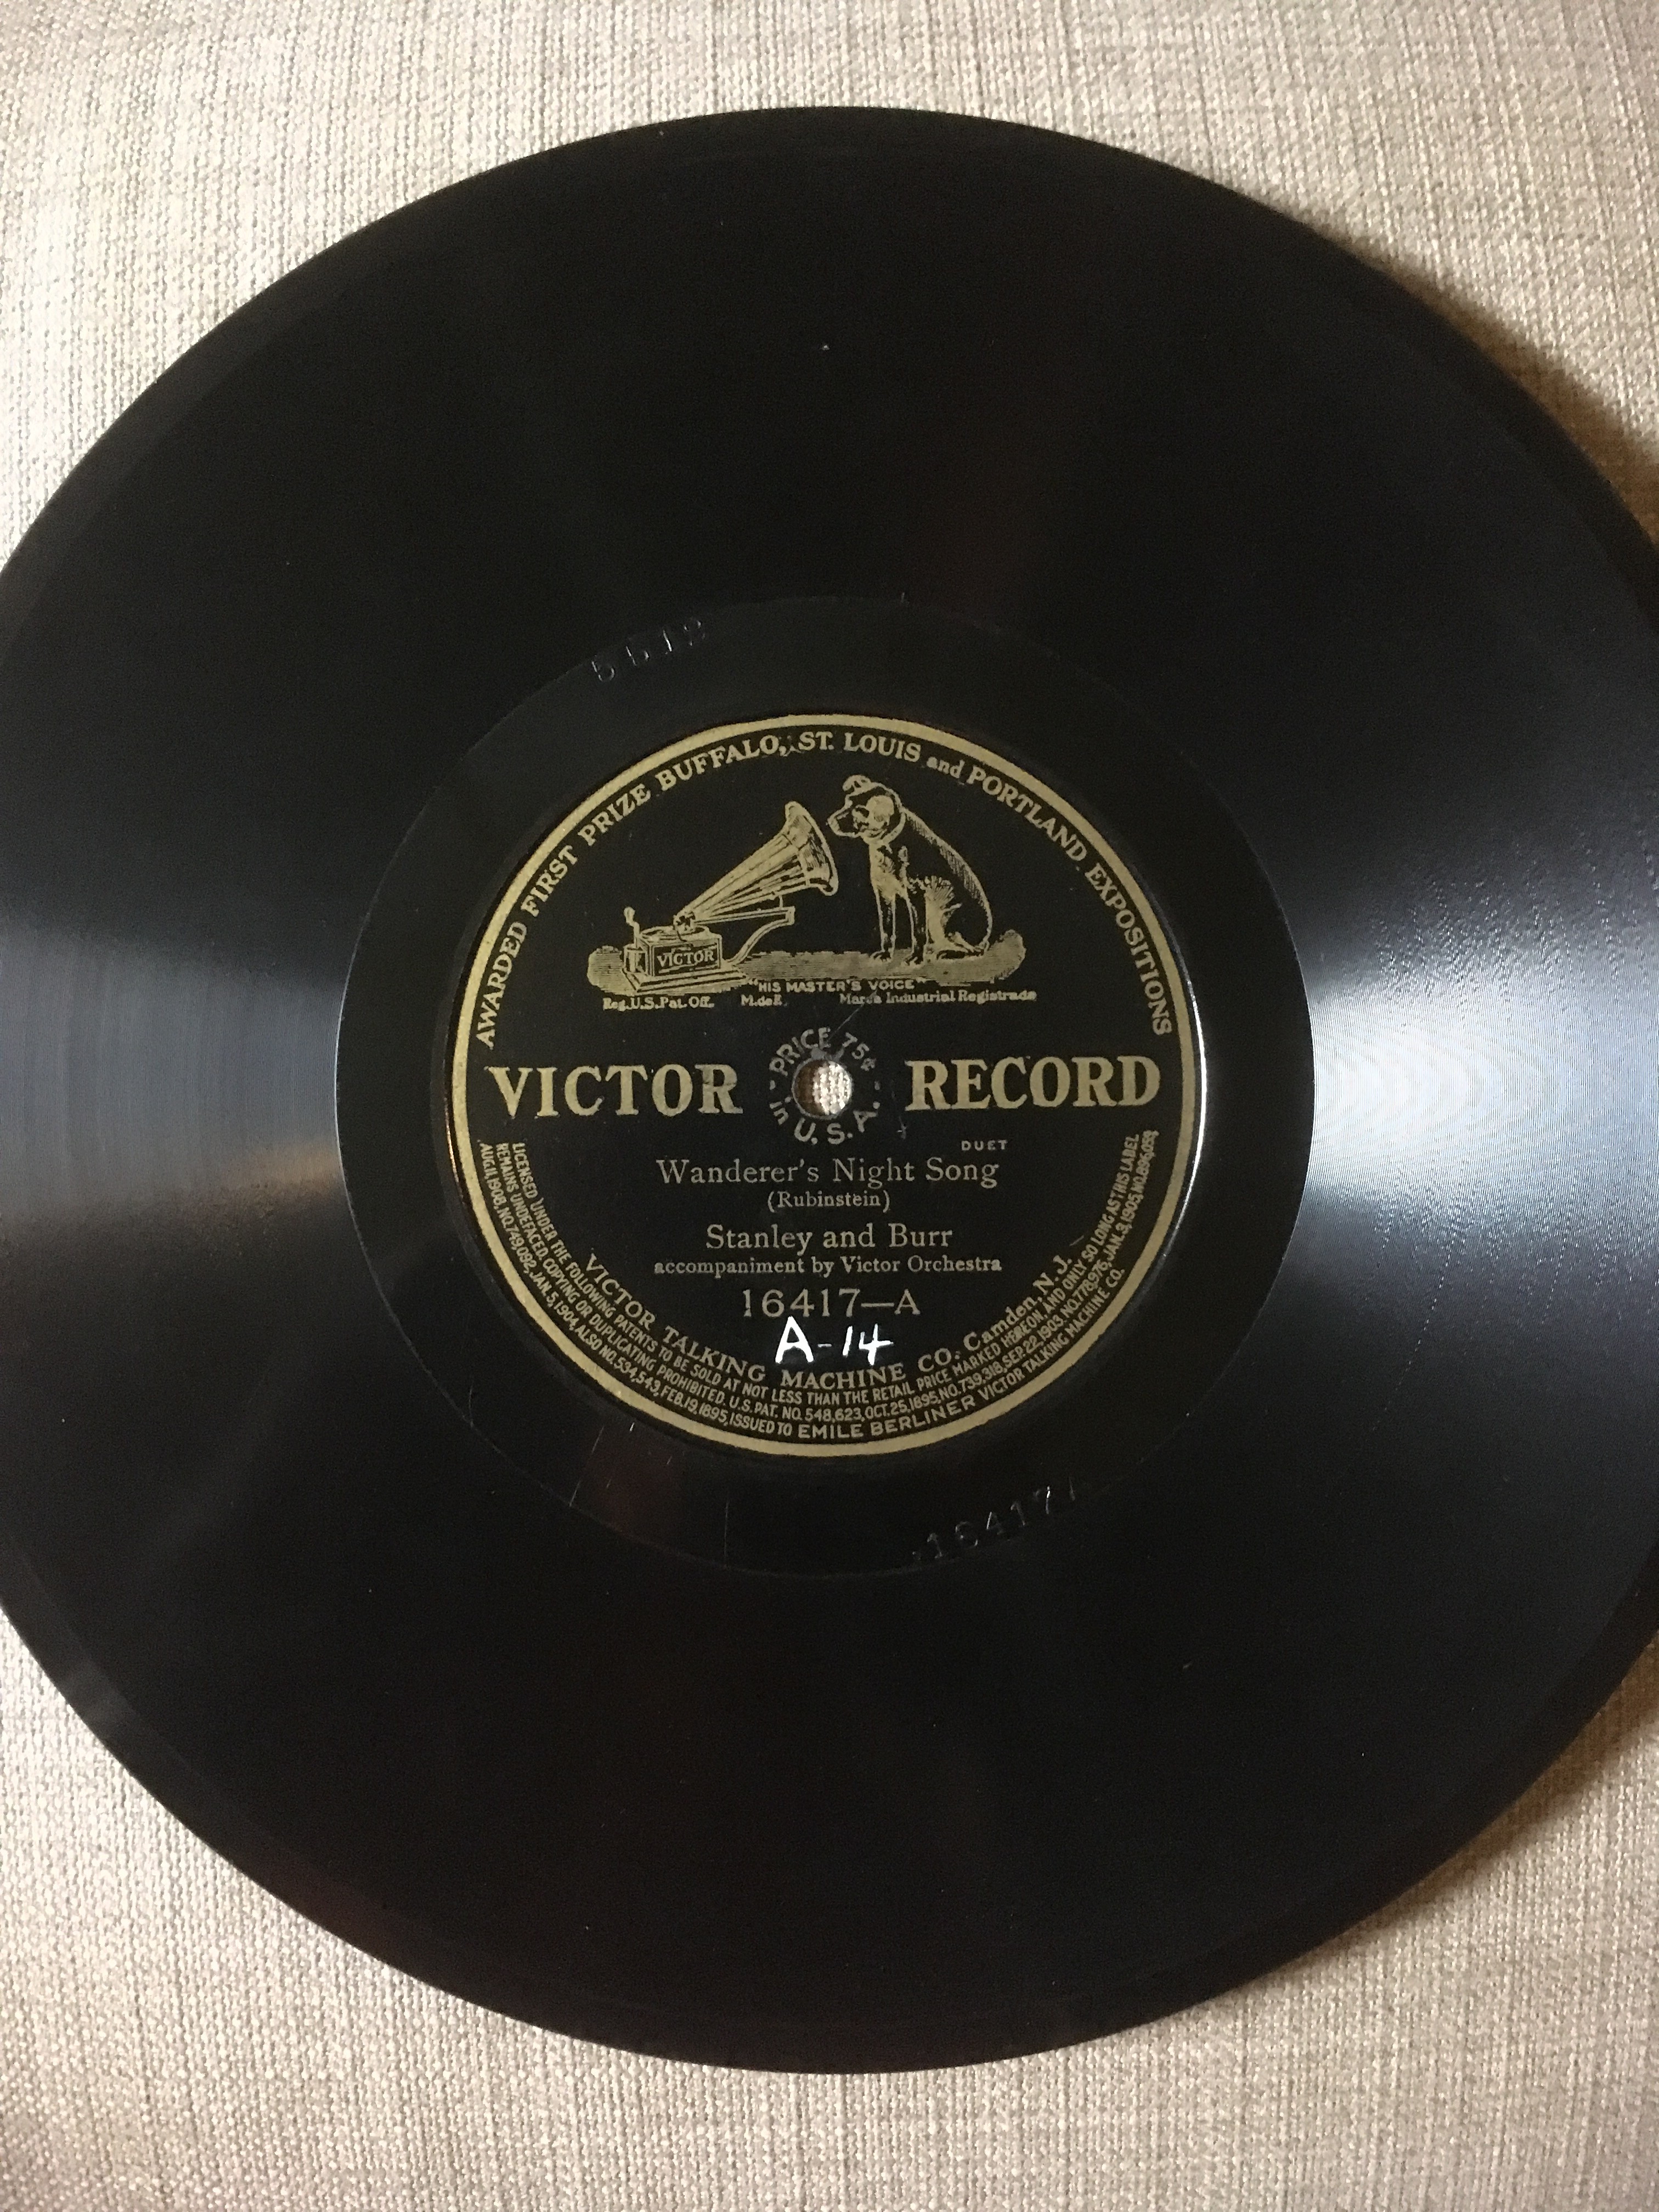 5512
AWARDED FIRST PRIZE BUFFALO, ST. LOUIS and PORTLAND EXPOSITIONS
VICTOR
"HIS MASTER'S VOICE"
Reg. U.S. Pat. Off. M. de F. Marca Industrial Registrada
PRICE 75¢
in U.S.A.
VICTOR RECORD
DUET
Wanderer's Night Song
(Rubinstein)
Stanley and Burr
accompaniment by Victor Orchestra
16417—A
A-14
VICTOR TALKING MACHINE CO. Camden, N. J.
LICENSED UNDER THE FOLLOWING PATENTS TO BE SOLD AT NOT LESS THAN THE RETAIL PRICE MARKED HEREON AND ONLY SO LONG AS THIS LABEL
REMAINS UNDEFACED. COPYING OR DUPLICATING PROHIBITED. U.S. PAT. NO. 548,623, OCT. 25, 1895, NO. 739,318, SEP. 22, 1903, NO. 778,976, JAN. 3, 1905, NO. 896,059
AUG. 1908, NO. 749,092, JAN. 5, 1904, ALSO NO. 534,543, FEB. 19, 1895, ISSUED TO EMILE BERLINER VICTOR TALKING MACHINE CO.
16417